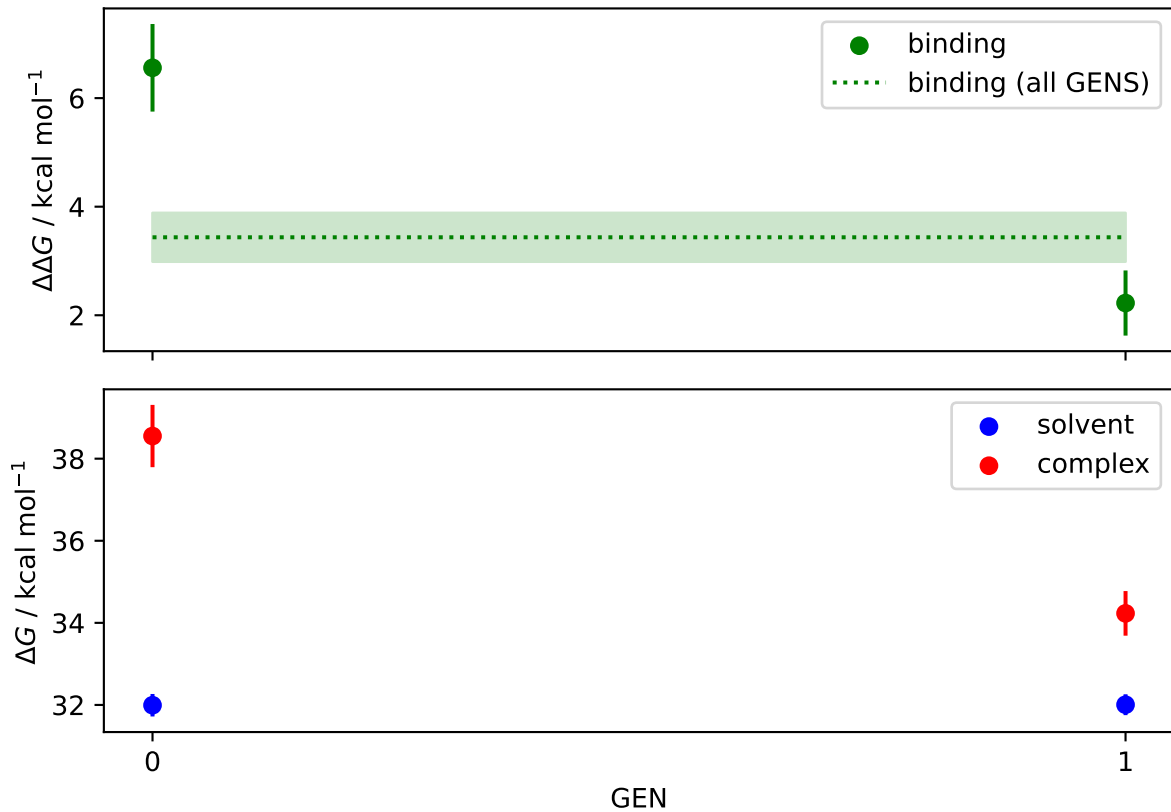 binding
binding (all GENS)
ΔΔG / kcal mol⁻¹
6
4
2
solvent
complex
ΔG / kcal mol⁻¹
38
36
34
32
0 1
GEN